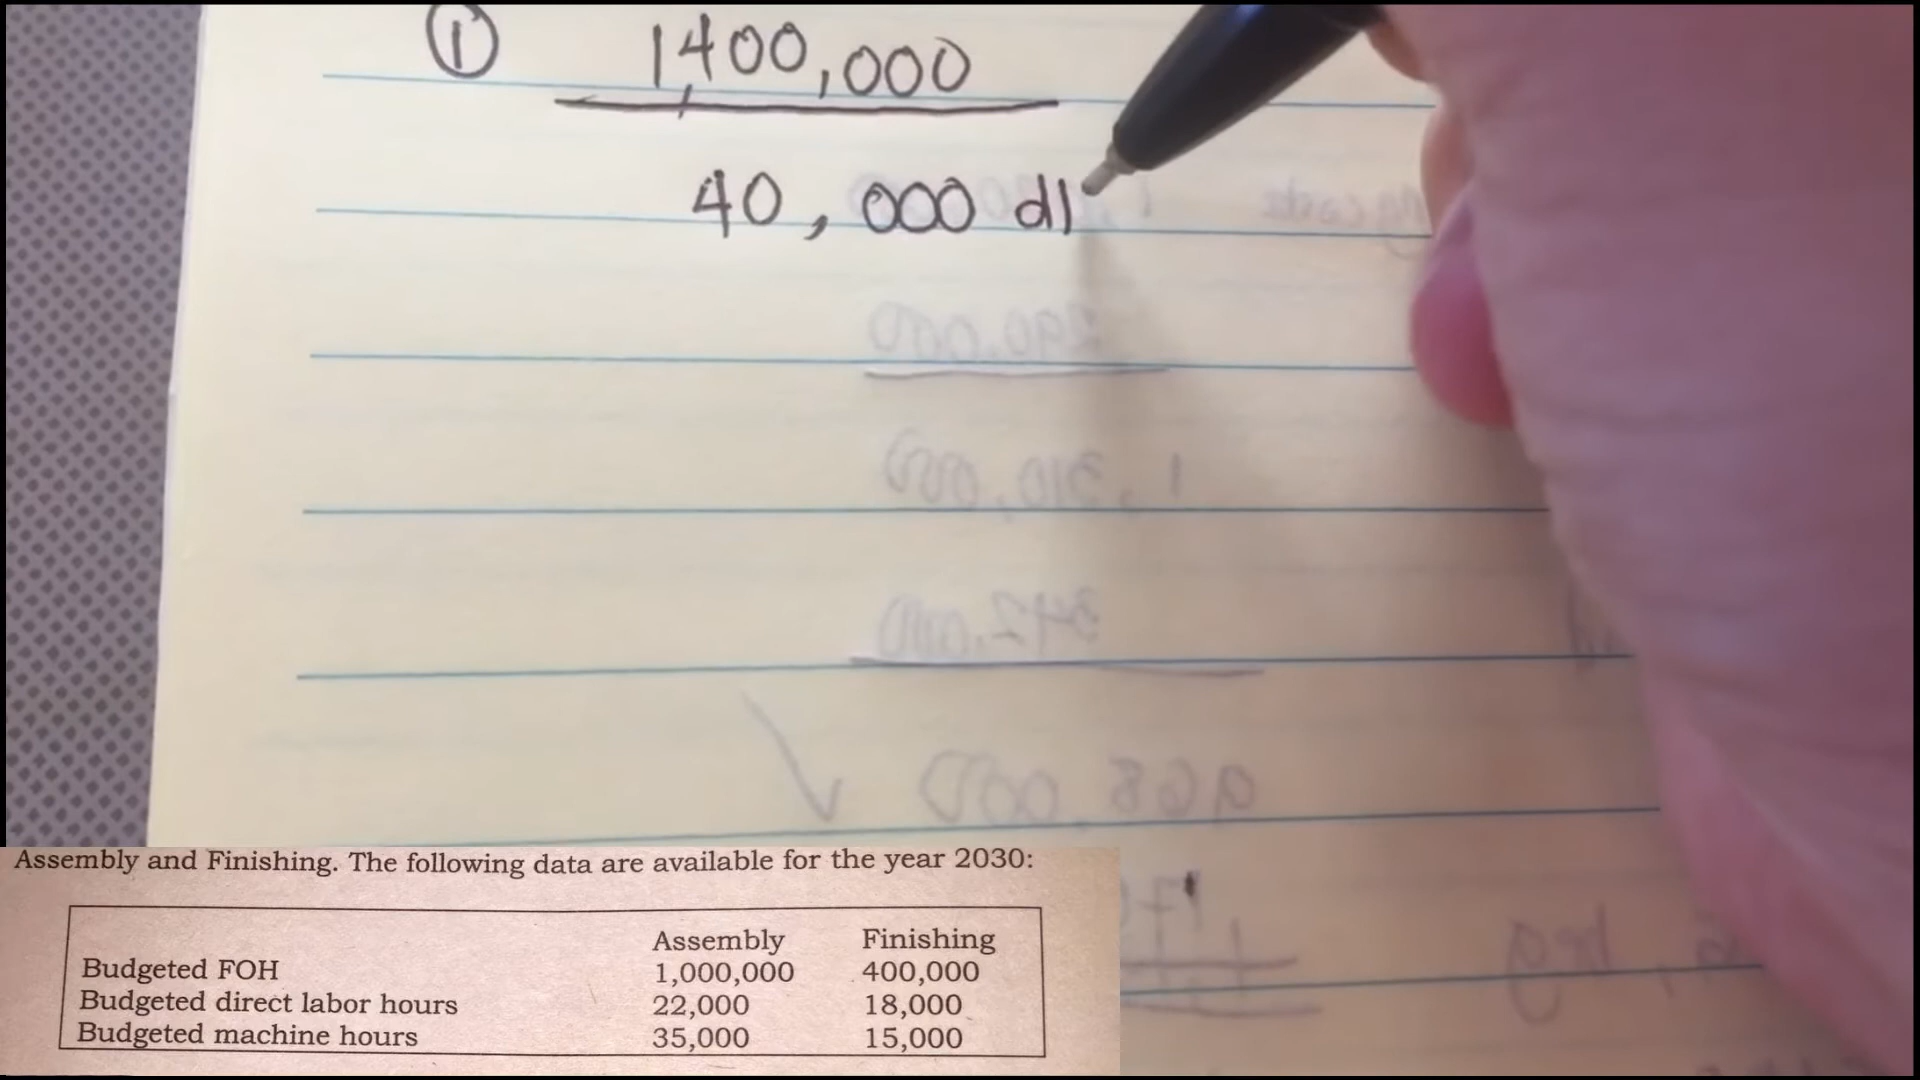 ① 1,400,000
40,000 dl
Assembly and Finishing. The following data are available for the year 2030:
Assembly Finishing
Budgeted FOH 1,000,000 400,000
Budgeted direct labor hours 22,000 18,000
Budgeted machine hours 35,000 15,000